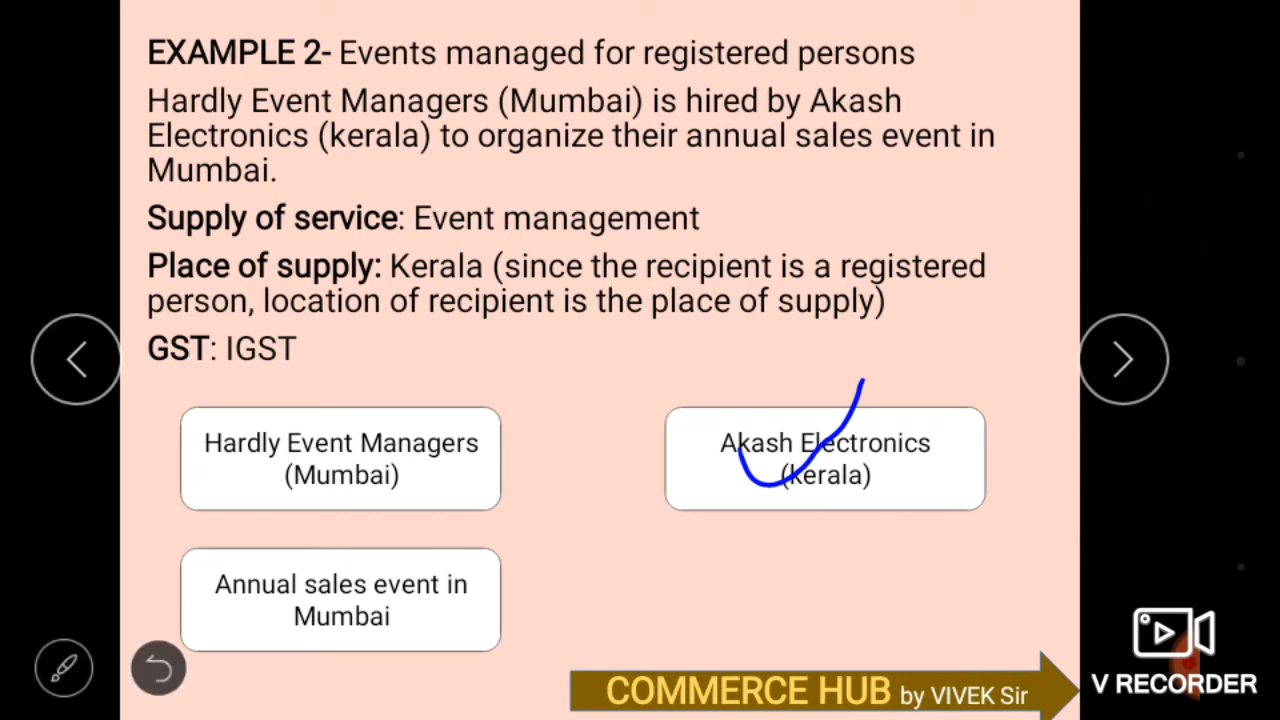 EXAMPLE 2- Events managed for registered persons
Hardly Event Managers (Mumbai) is hired by Akash
Electronics (kerala) to organize their annual sales event in
Mumbai.
Supply of service: Event management
Place of supply: Kerala (since the recipient is a registered
person, location of recipient is the place of supply)
GST: IGST
Hardly Event Managers
(Mumbai)
Akash Electronics
(kerala)
Annual sales event in
Mumbai
COMMERCE HUB by VIVEK Sir
V RECORDER